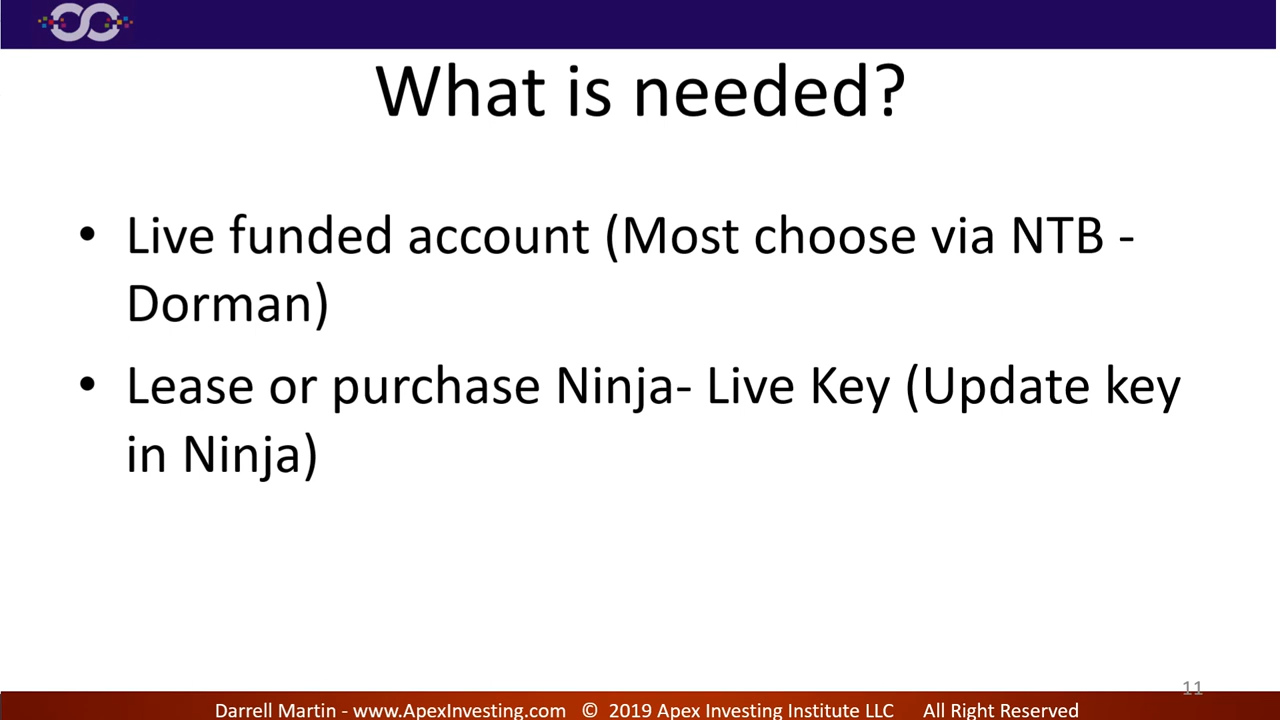 What is needed?
• Live funded account (Most choose via NTB -
Dorman)
• Lease or purchase Ninja- Live Key (Update key
in Ninja)
11
Darrell Martin - www.ApexInvesting.com © 2019 Apex Investing Institute LLC All Right Reserved